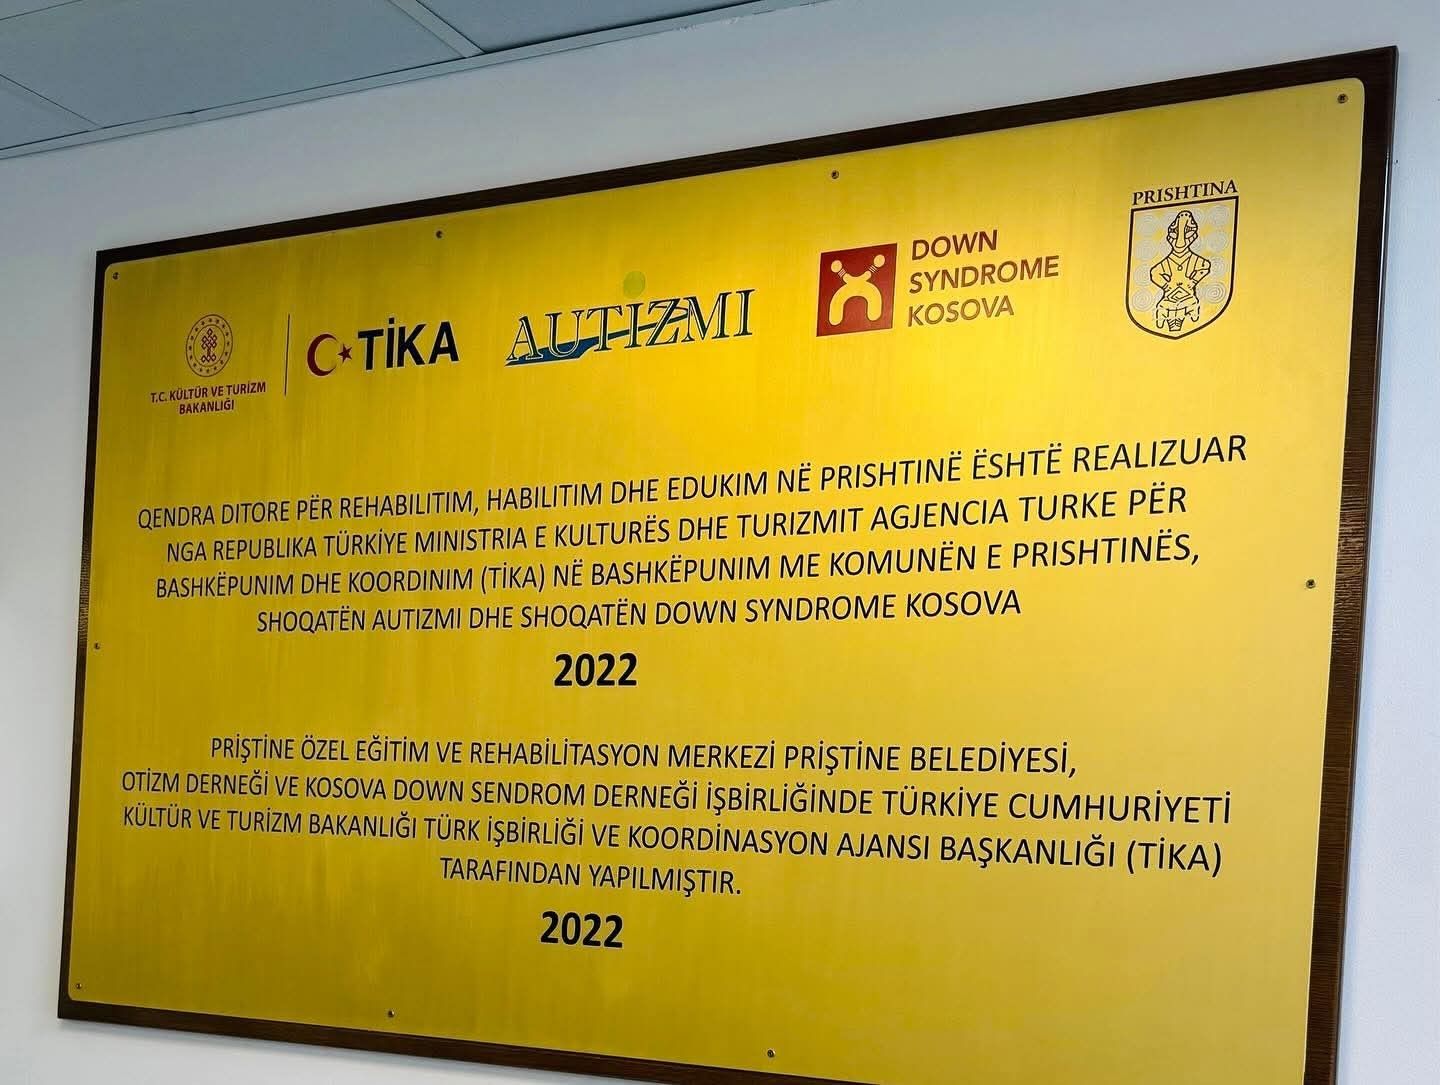 T.C. KÜLTÜR VE TURİZM
BAKANLIĞI
TİKA
AUTIZMI
DOWN
SYNDROME
KOSOVA
PRISHTINA
QENDRA DITORE PËR REHABILITIM, HABILITIM DHE EDUKIM NË PRISHTINË ËSHTË REALIZUAR
NGA REPUBLIKA TÜRKİYE MINISTRIA E KULTURËS DHE TURIZMIT AGJENCIA TURKE PËR
BASHKËPUNIM DHE KOORDINIM (TİKA) NË BASHKËPUNIM ME KOMUNËN E PRISHTINËS,
SHOQATËN AUTIZMI DHE SHOQATËN DOWN SYNDROME KOSOVA
2022
PRİŞTİNE ÖZEL EĞİTİM VE REHABİLİTASYON MERKEZİ PRİŞTİNE BELEDİYESİ,
OTİZM DERNEĞİ VE KOSOVA DOWN SENDROM DERNEĞİ İŞBİRLİĞİNDE TÜRKİYE CUMHURİYETİ
KÜLTÜR VE TURİZM BAKANLIĞI TÜRK İŞBİRLİĞİ VE KOORDİNASYON AJANSI BAŞKANLIĞI (TİKA)
TARAFINDAN YAPILMIŞTIR.
2022